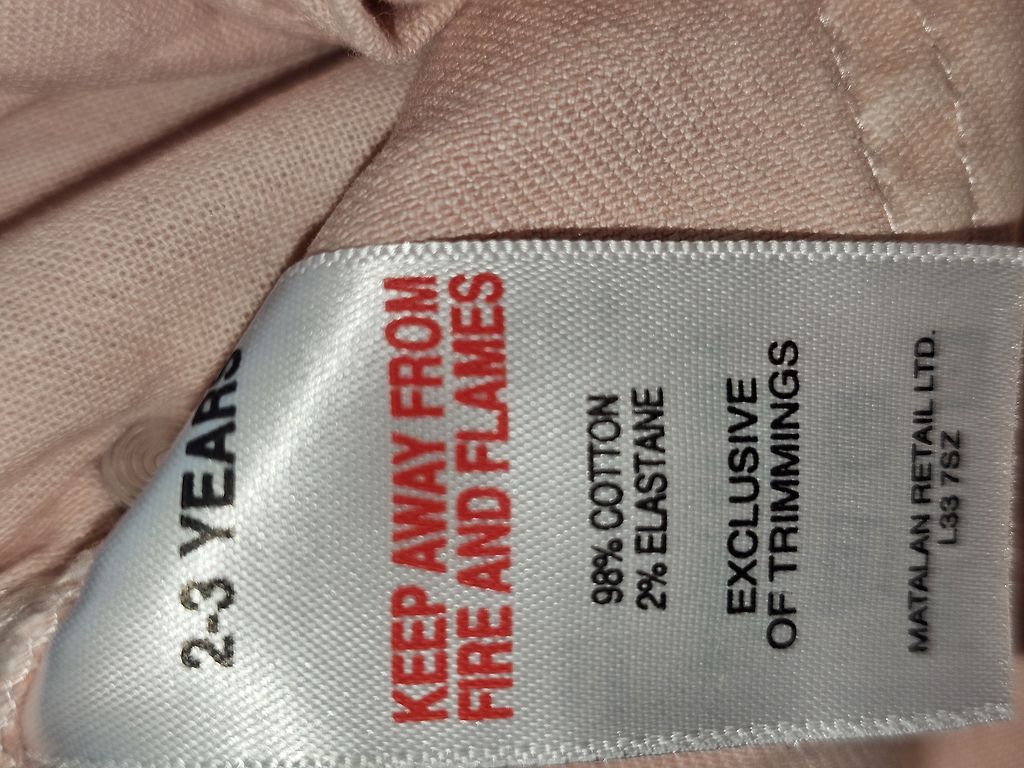 2-3 YEARS
KEEP AWAY FROM
FIRE AND FLAMES
98% COTTON
2% ELASTANE
EXCLUSIVE
OF TRIMMINGS
MATALAN RETAIL LTD.
L33 7SZ